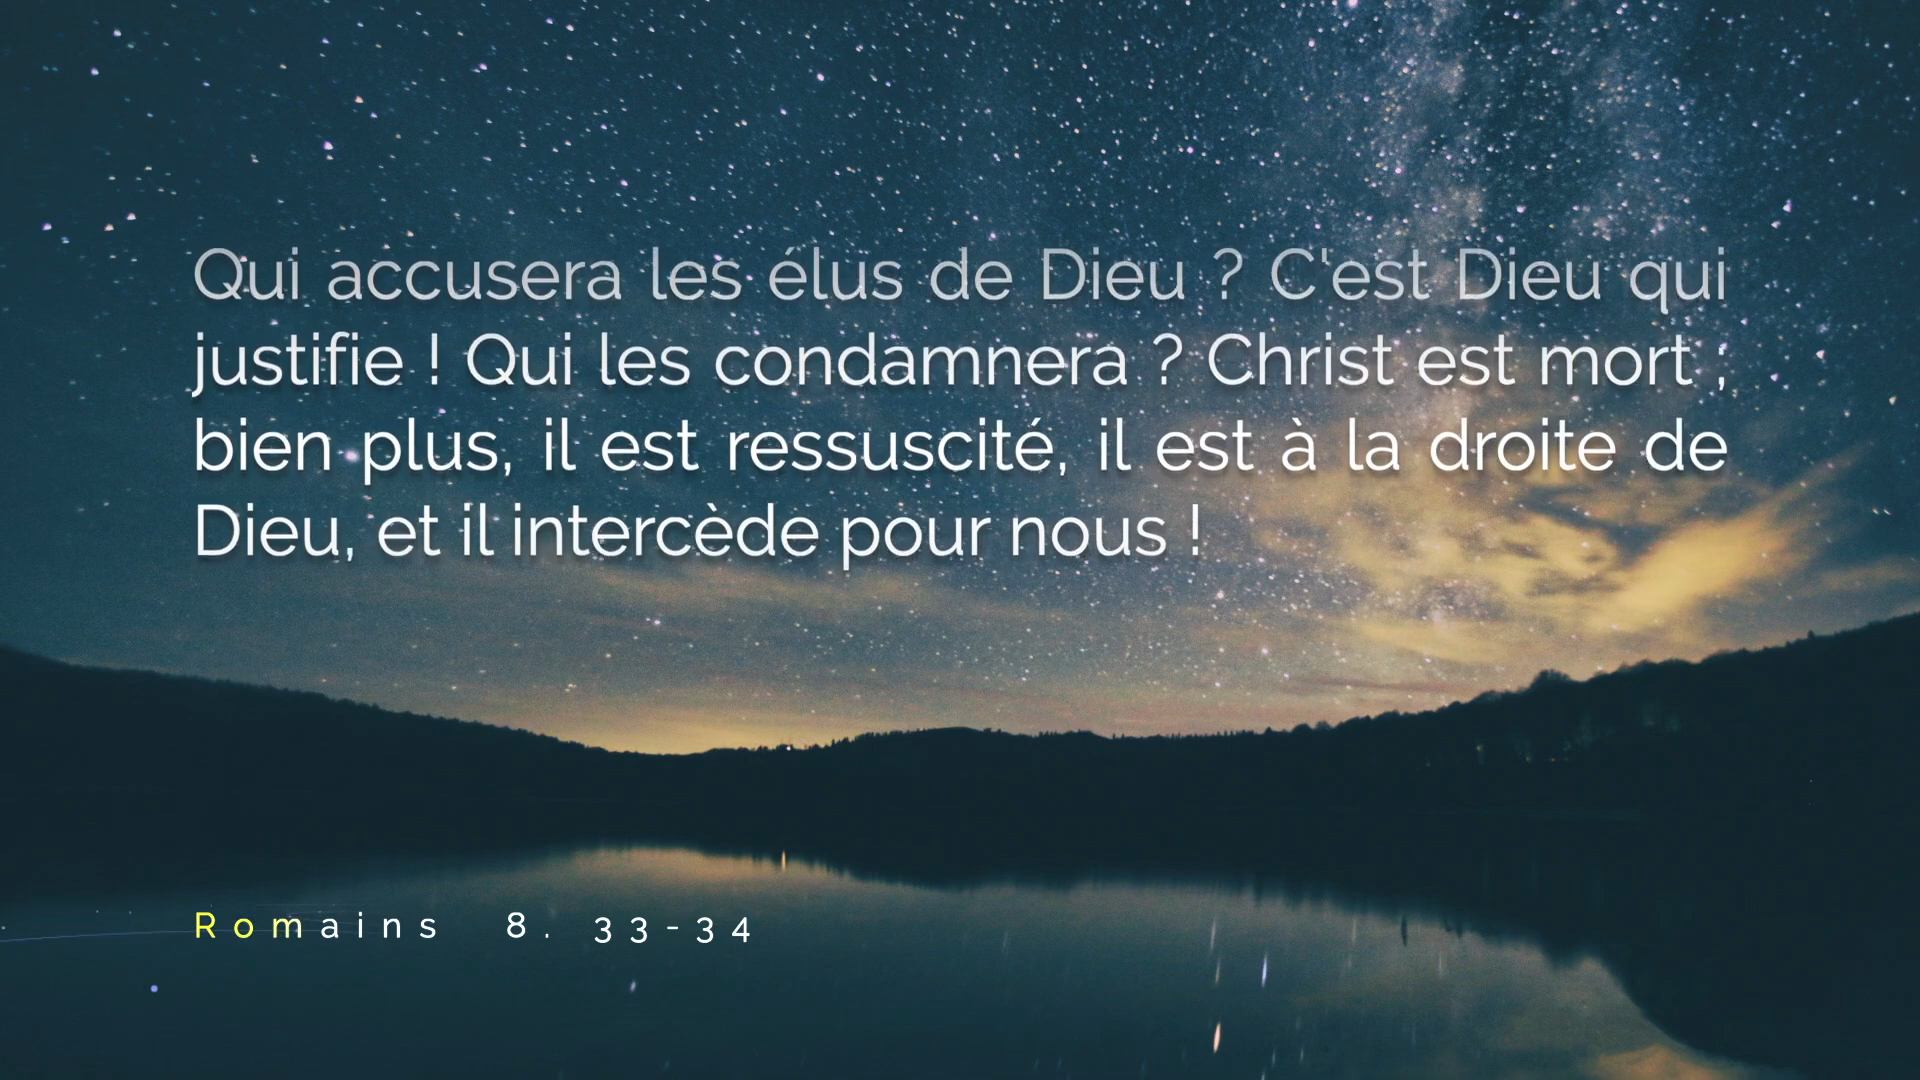 Qui accusera les élus de Dieu ? C'est Dieu qui
justifie ! Qui les condamnera ? Christ est mort ;
bien plus, il est ressuscité, il est à la droite de
Dieu, et il intercède pour nous !
Romains 8. 33-34